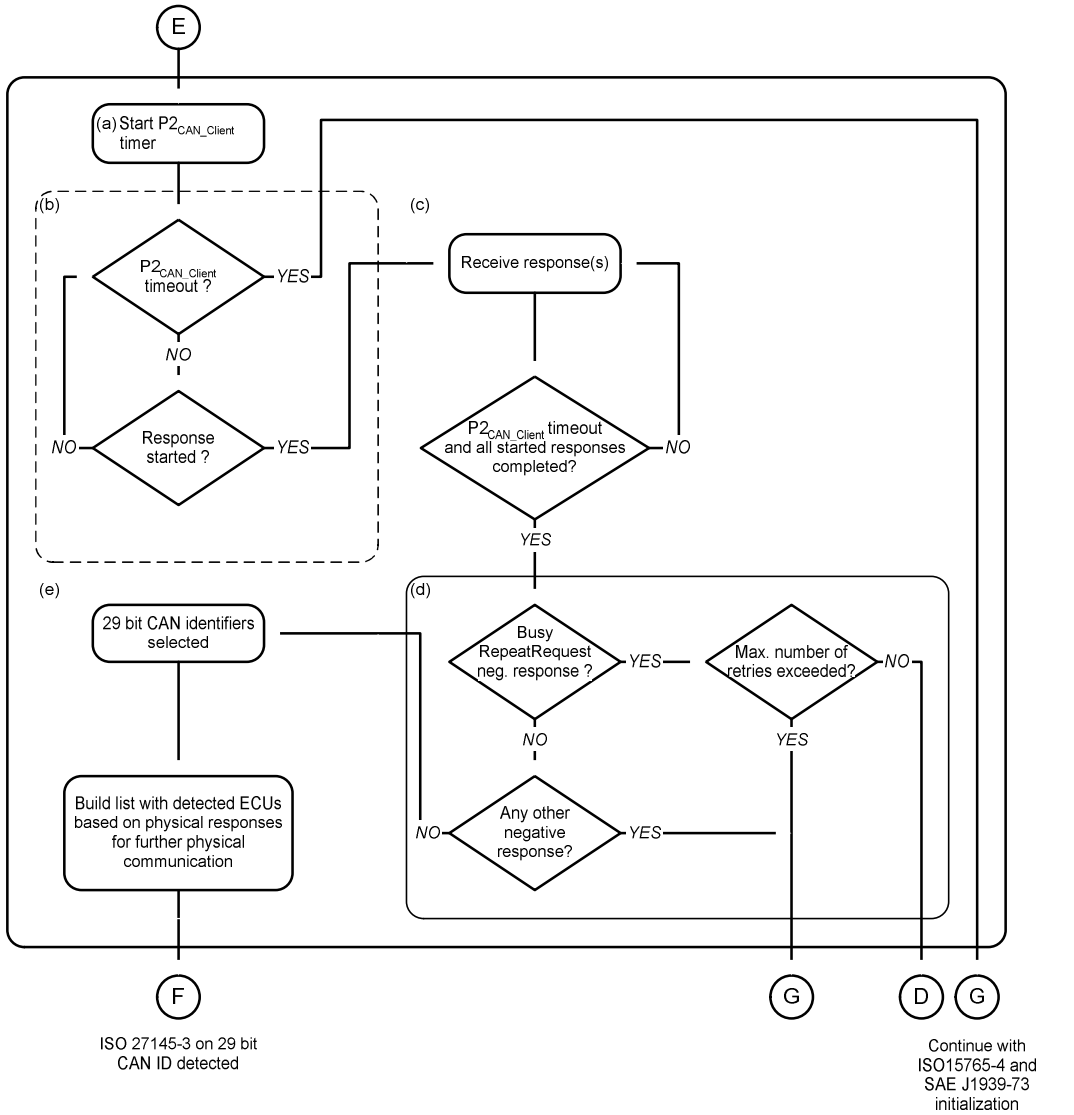 E
(a) Start P2CAN_Client
timer
(b)
P2CAN_Client
timeout ?
YES
NO
Response
started ?
NO
YES
(c)
Receive response(s)
P2CAN_Client timeout
and all started responses
completed?
NO
YES
(d)
Busy
RepeatRequest
neg. response ?
YES
Max. number of
retries exceeded?
NO
YES
NO
Any other
negative
response?
NO
YES
(e)
29 bit CAN identifiers
selected
Build list with detected ECUs
based on physical responses
for further physical
communication
F
ISO 27145-3 on 29 bit
CAN ID detected
G
D
G
Continue with
ISO15765-4 and
SAE J1939-73
initialization